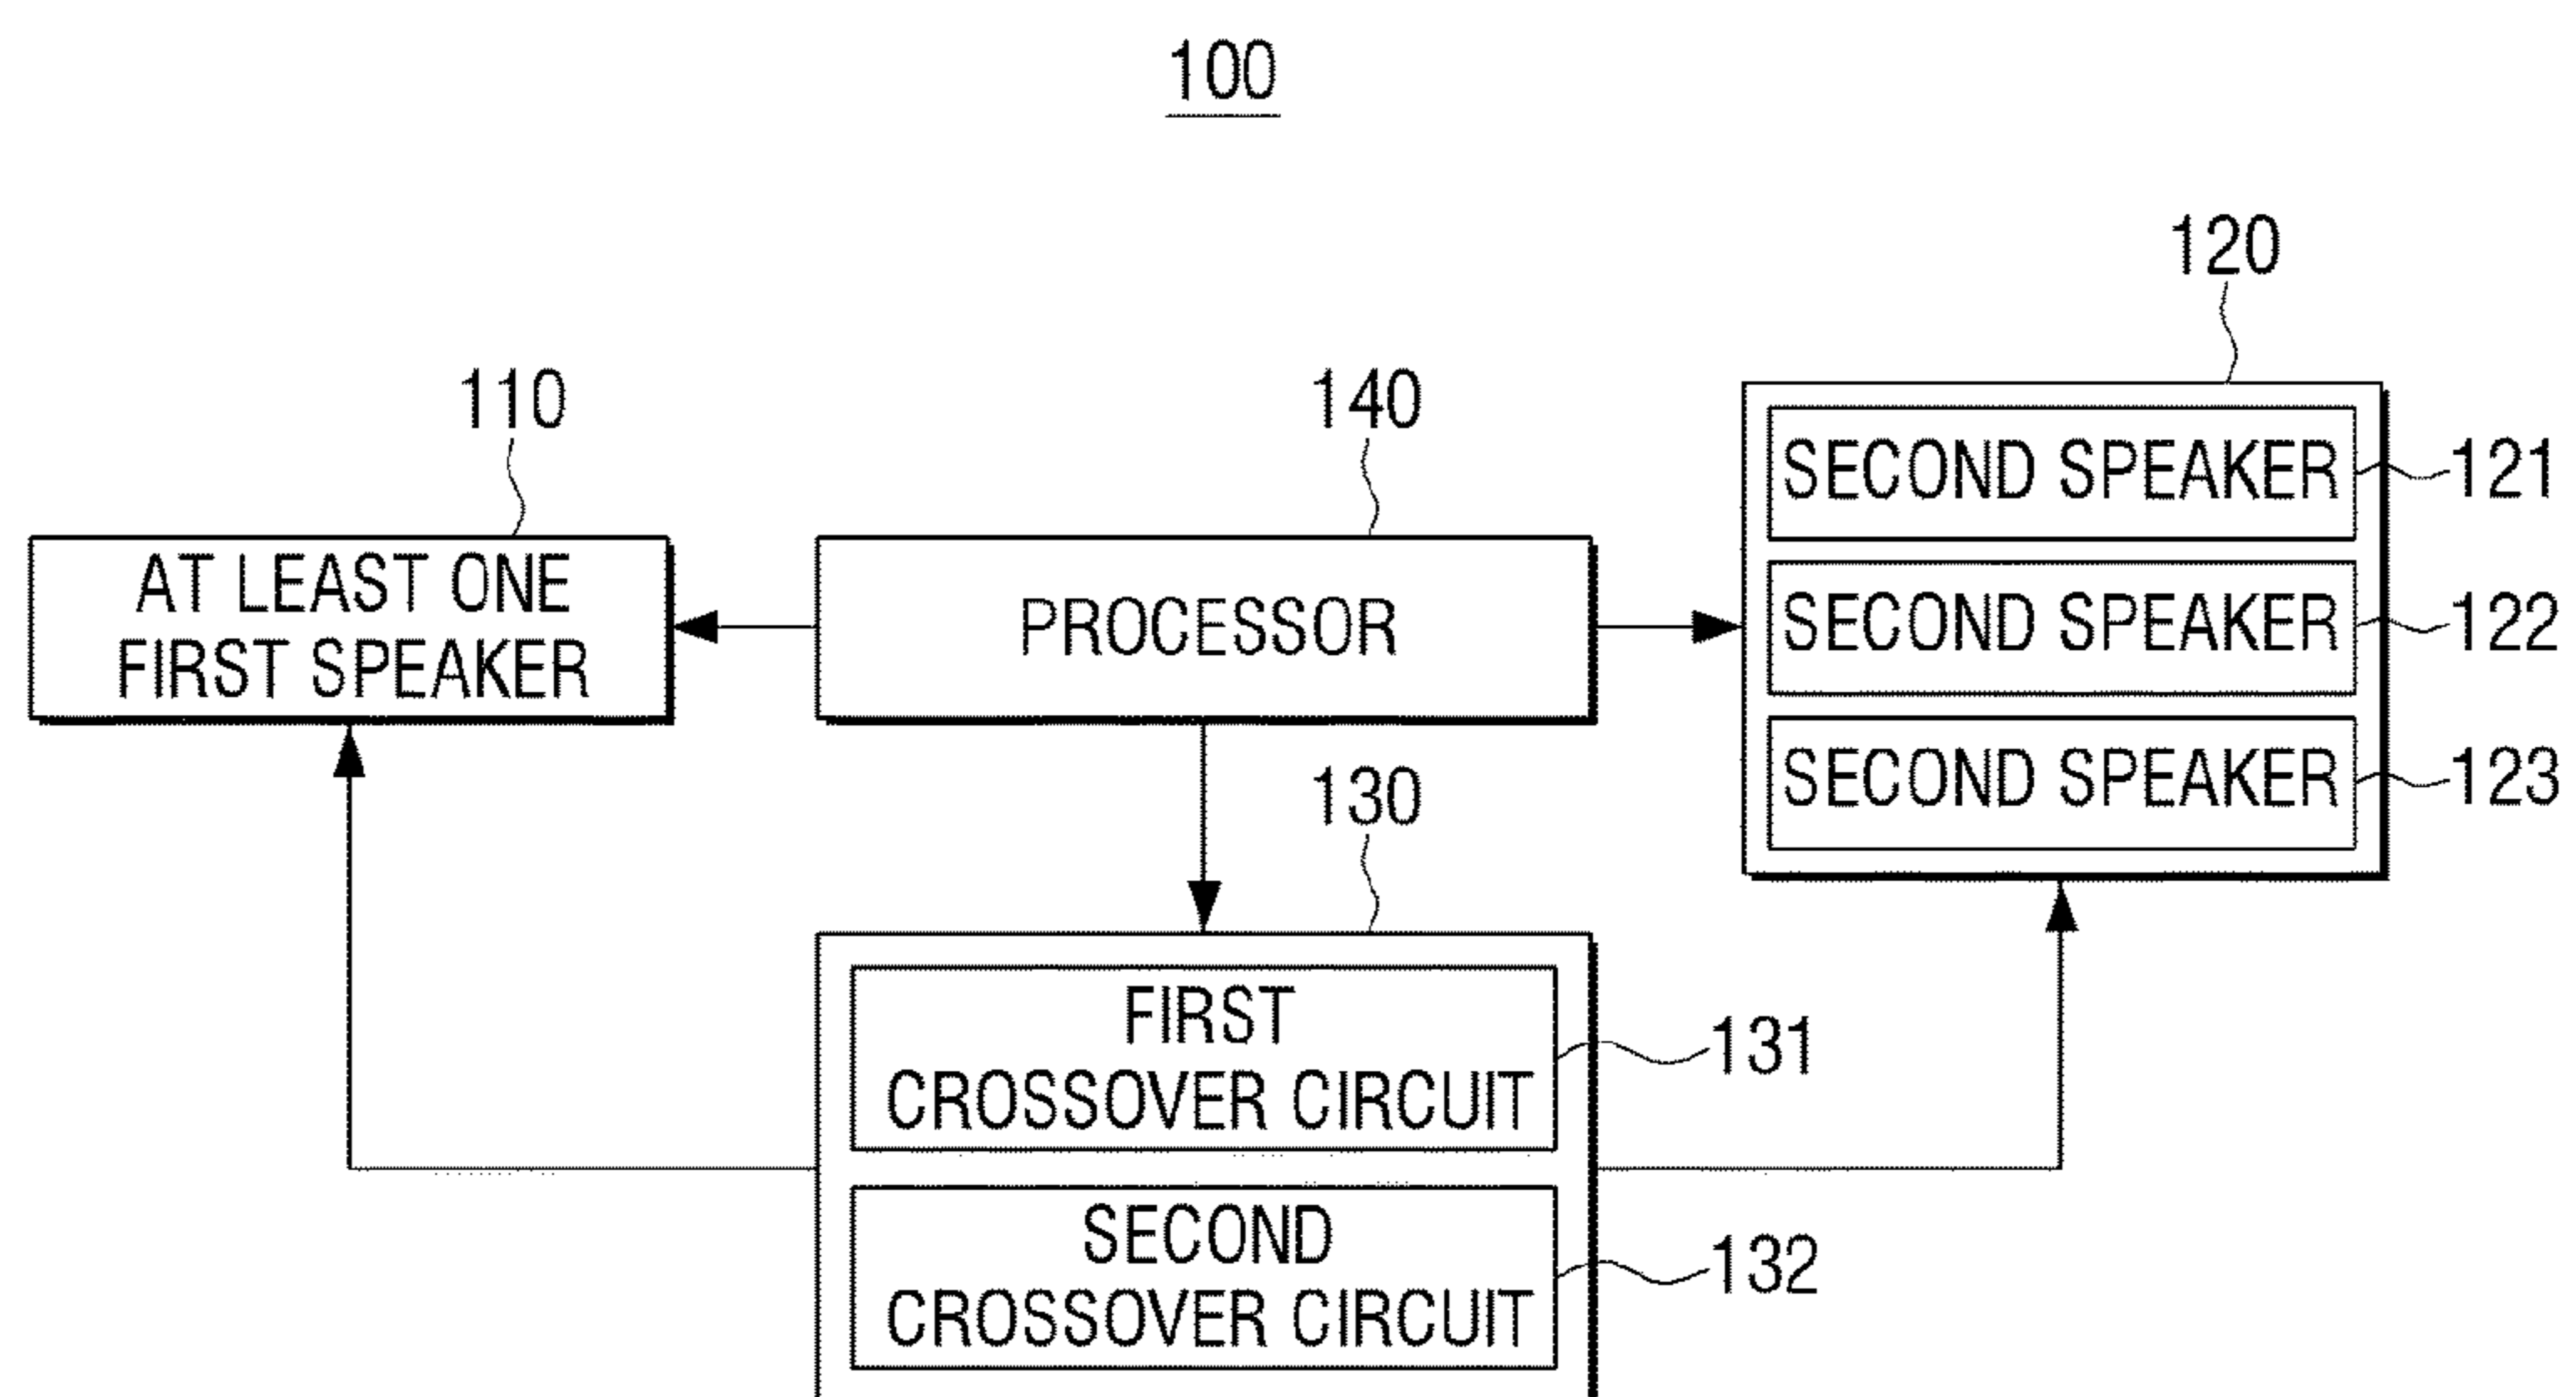 100
120
110
140
SECOND SPEAKER
121
AT LEAST ONE
FIRST SPEAKER
PROCESSOR
SECOND SPEAKER
122
SECOND SPEAKER
123
130
FIRST
CROSSOVER CIRCUIT
131
SECOND
CROSSOVER CIRCUIT
132